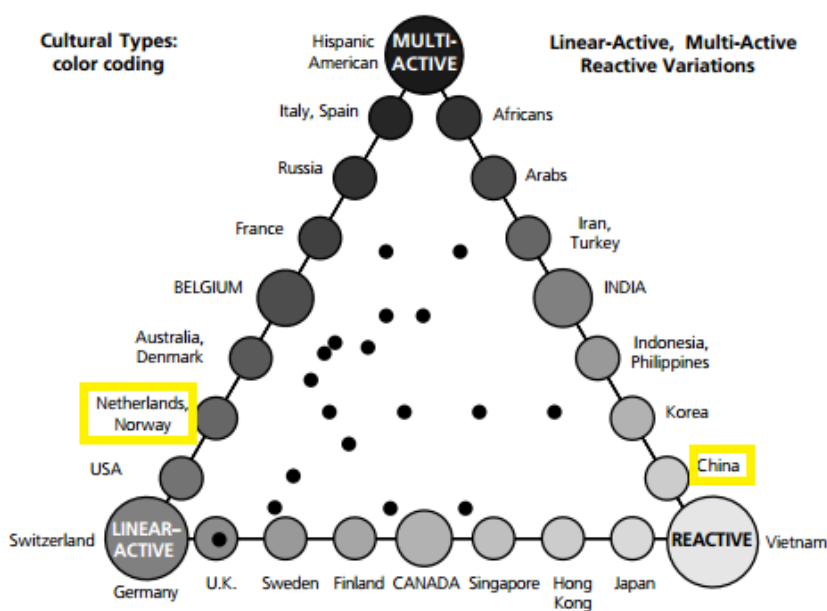 Cultural Types:
color coding
Linear-Active, Multi-Active
Reactive Variations
Hispanic
American
MULTI-
ACTIVE
Italy, Spain
Africans
Russia
Arabs
France
Iran,
Turkey
BELGIUM
INDIA
Australia,
Denmark
Indonesia,
Philippines
Netherlands,
Norway
Korea
USA
China
Switzerland
LINEAR–
ACTIVE
REACTIVE
Vietnam
Germany
U.K.
Sweden
Finland
CANADA
Singapore
Hong
Kong
Japan